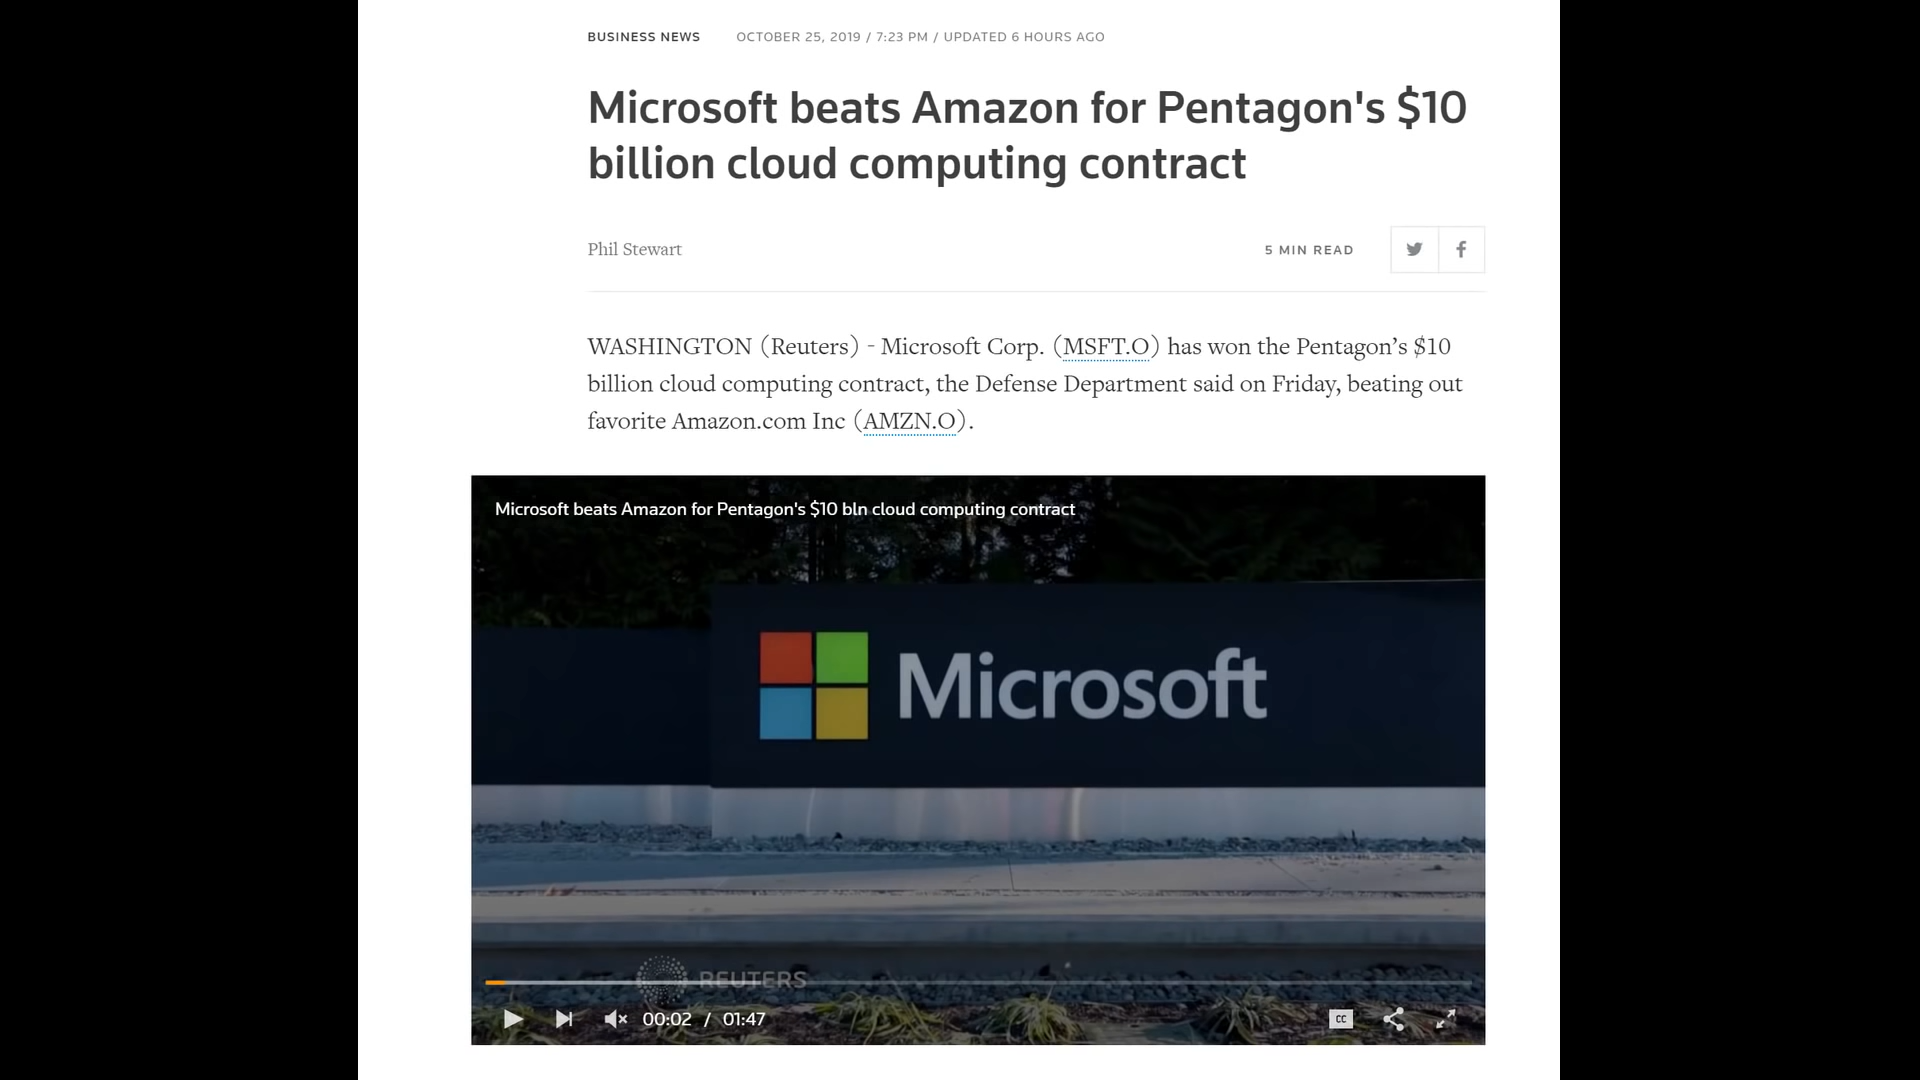 BUSINESS NEWS OCTOBER 25, 2019 / 7:23 PM / UPDATED 6 HOURS AGO
Microsoft beats Amazon for Pentagon's $10
billion cloud computing contract
Phil Stewart 5 MIN READ
WASHINGTON (Reuters) - Microsoft Corp. (MSFT.O) has won the Pentagon’s $10
billion cloud computing contract, the Defense Department said on Friday, beating out
favorite Amazon.com Inc (AMZN.O).
Microsoft beats Amazon for Pentagon's $10 bln cloud computing contract
Microsoft
REUTERS
00:02 / 01:47
CC